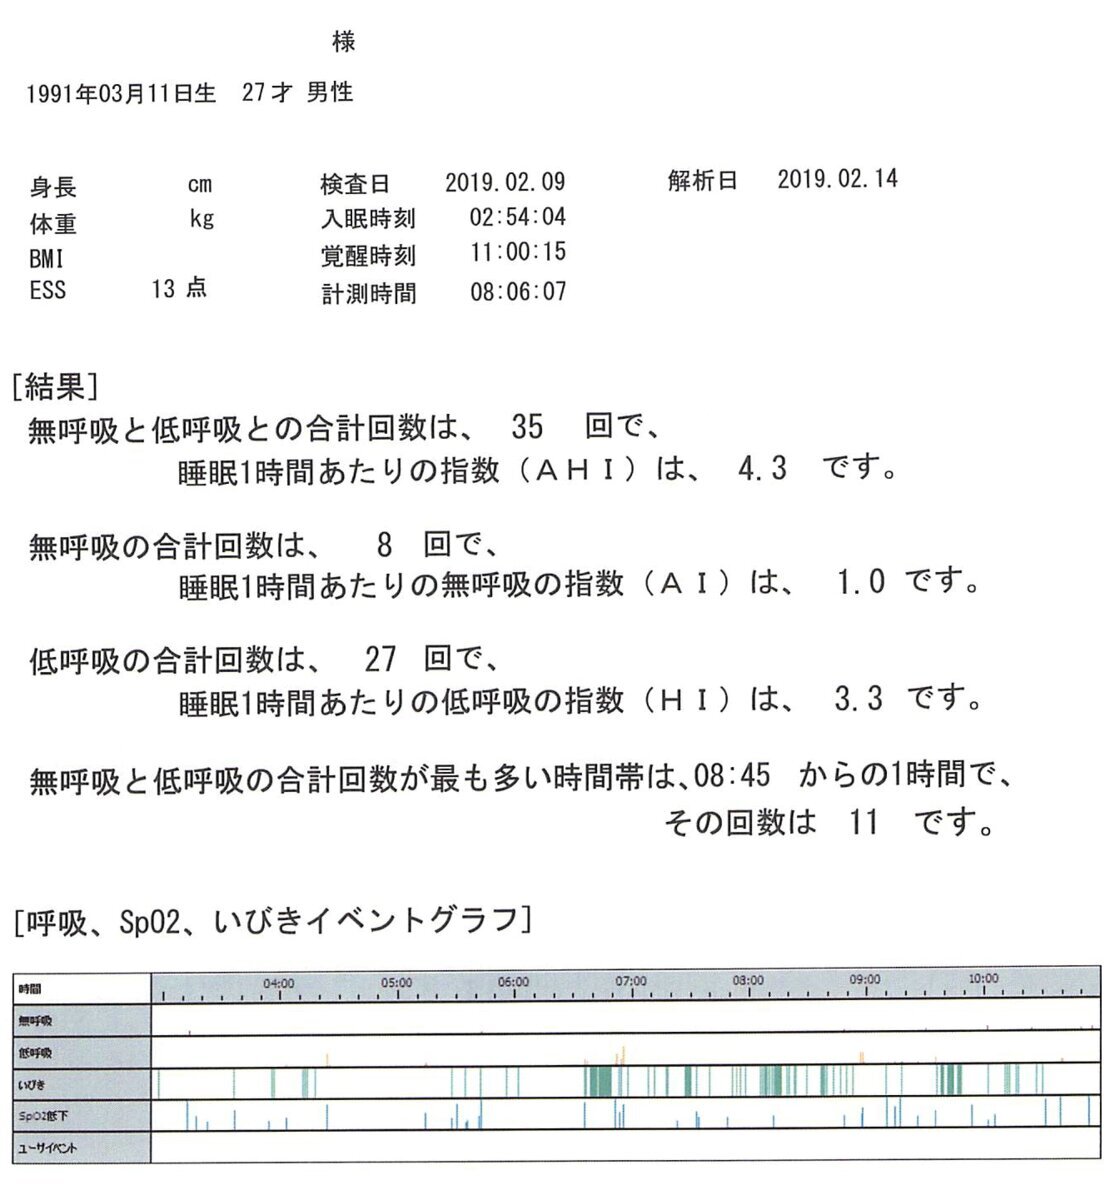 様
1991年03月11日生 27才 男性
身長 cm 検査日 2019.02.09 解析日 2019.02.14
体重 kg 入眠時刻 02:54:04
BMI 覚醒時刻 11:00:15
ESS 13 点 計測時間 08:06:07
[結果]
無呼吸と低呼吸との合計回数は、 35 回で、
睡眠1時間あたりの指数（ＡＨＩ）は、 4.3 です。
無呼吸の合計回数は、 8 回で、
睡眠1時間あたりの無呼吸の指数（ＡＩ）は、 1.0 です。
低呼吸の合計回数は、 27 回で、
睡眠1時間あたりの低呼吸の指数（ＨＩ）は、 3.3 です。
無呼吸と低呼吸の合計回数が最も多い時間帯は、08:45 からの1時間で、
その回数は 11 です。
[呼吸、SpO2、いびきイベントグラフ]
時間 04:00 05:00 06:00 07:00 08:00 09:00 10:00
無呼吸
低呼吸
いびき
SpO2低下
ユーザイベント